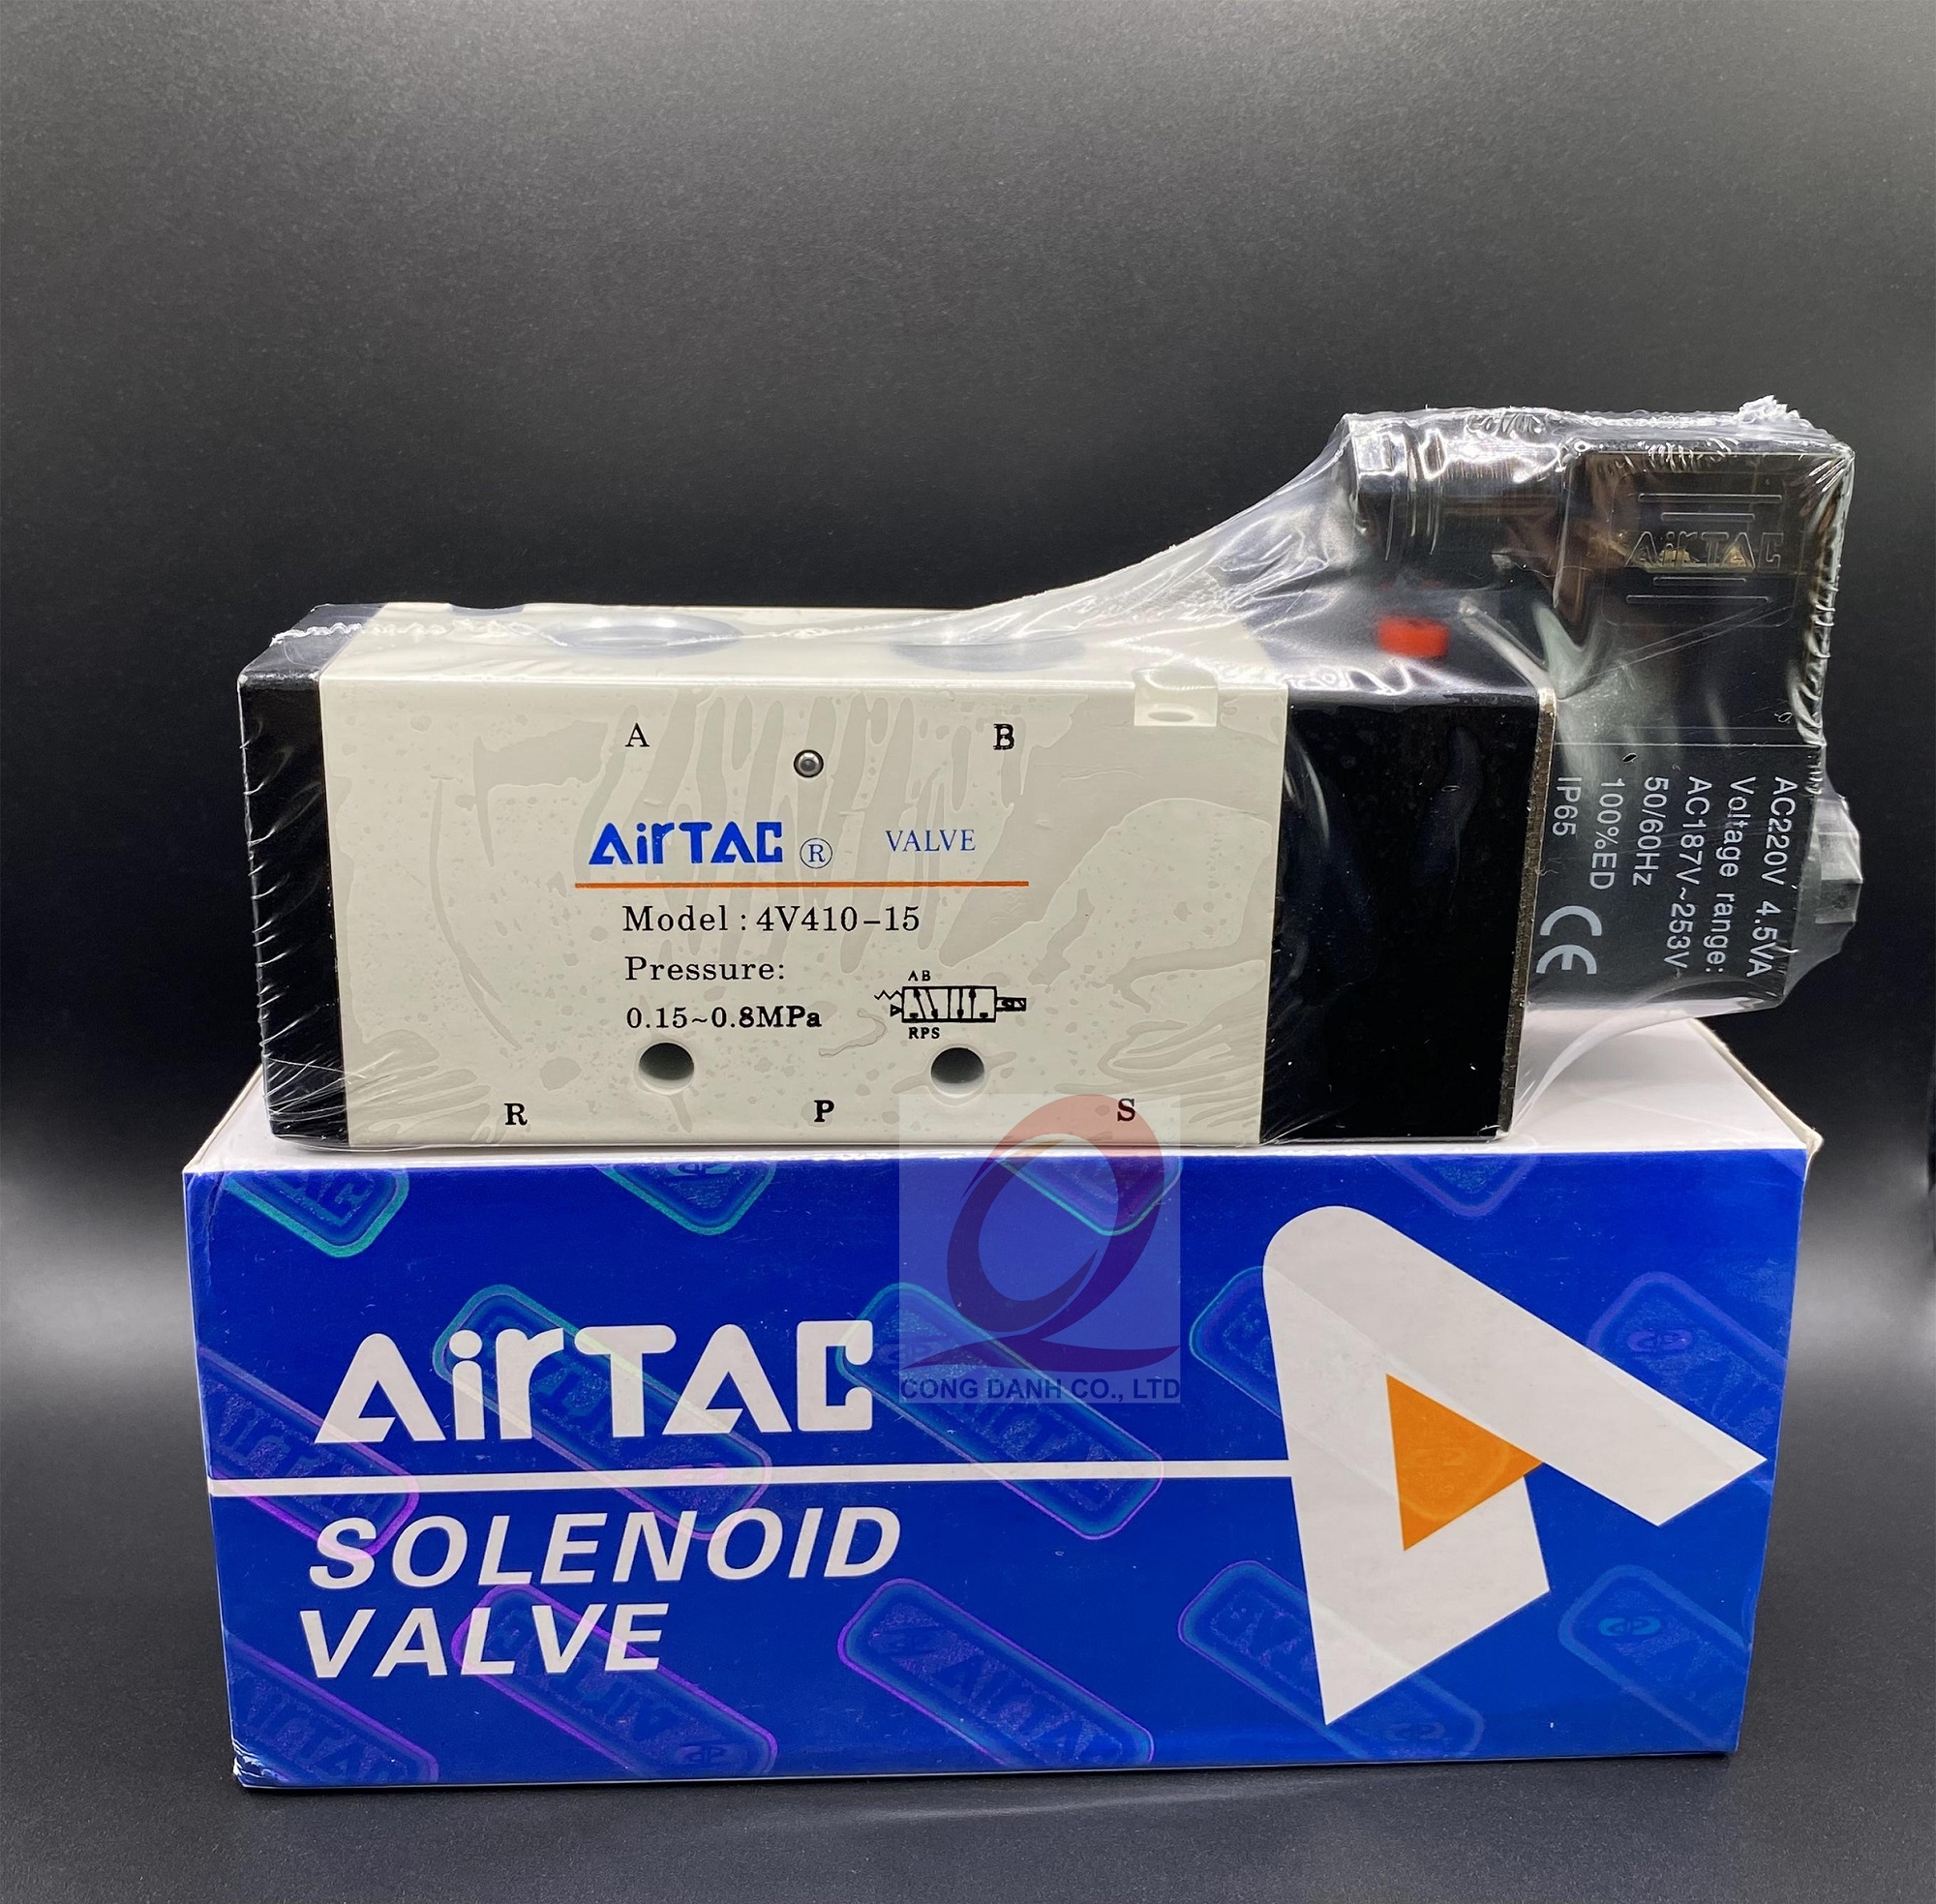 AirTAC
A B
AirTAC ® VALVE
Model : 4V410-15
Pressure:
0.15~0.8MPa
AB
RPS
R P S
AC220V 4.5VA
Voltage range:
AC187V~253V
50/60Hz
100%ED
IP65 CE
AirTAC
SOLENOID
VALVE
CONG DANH CO., LTD